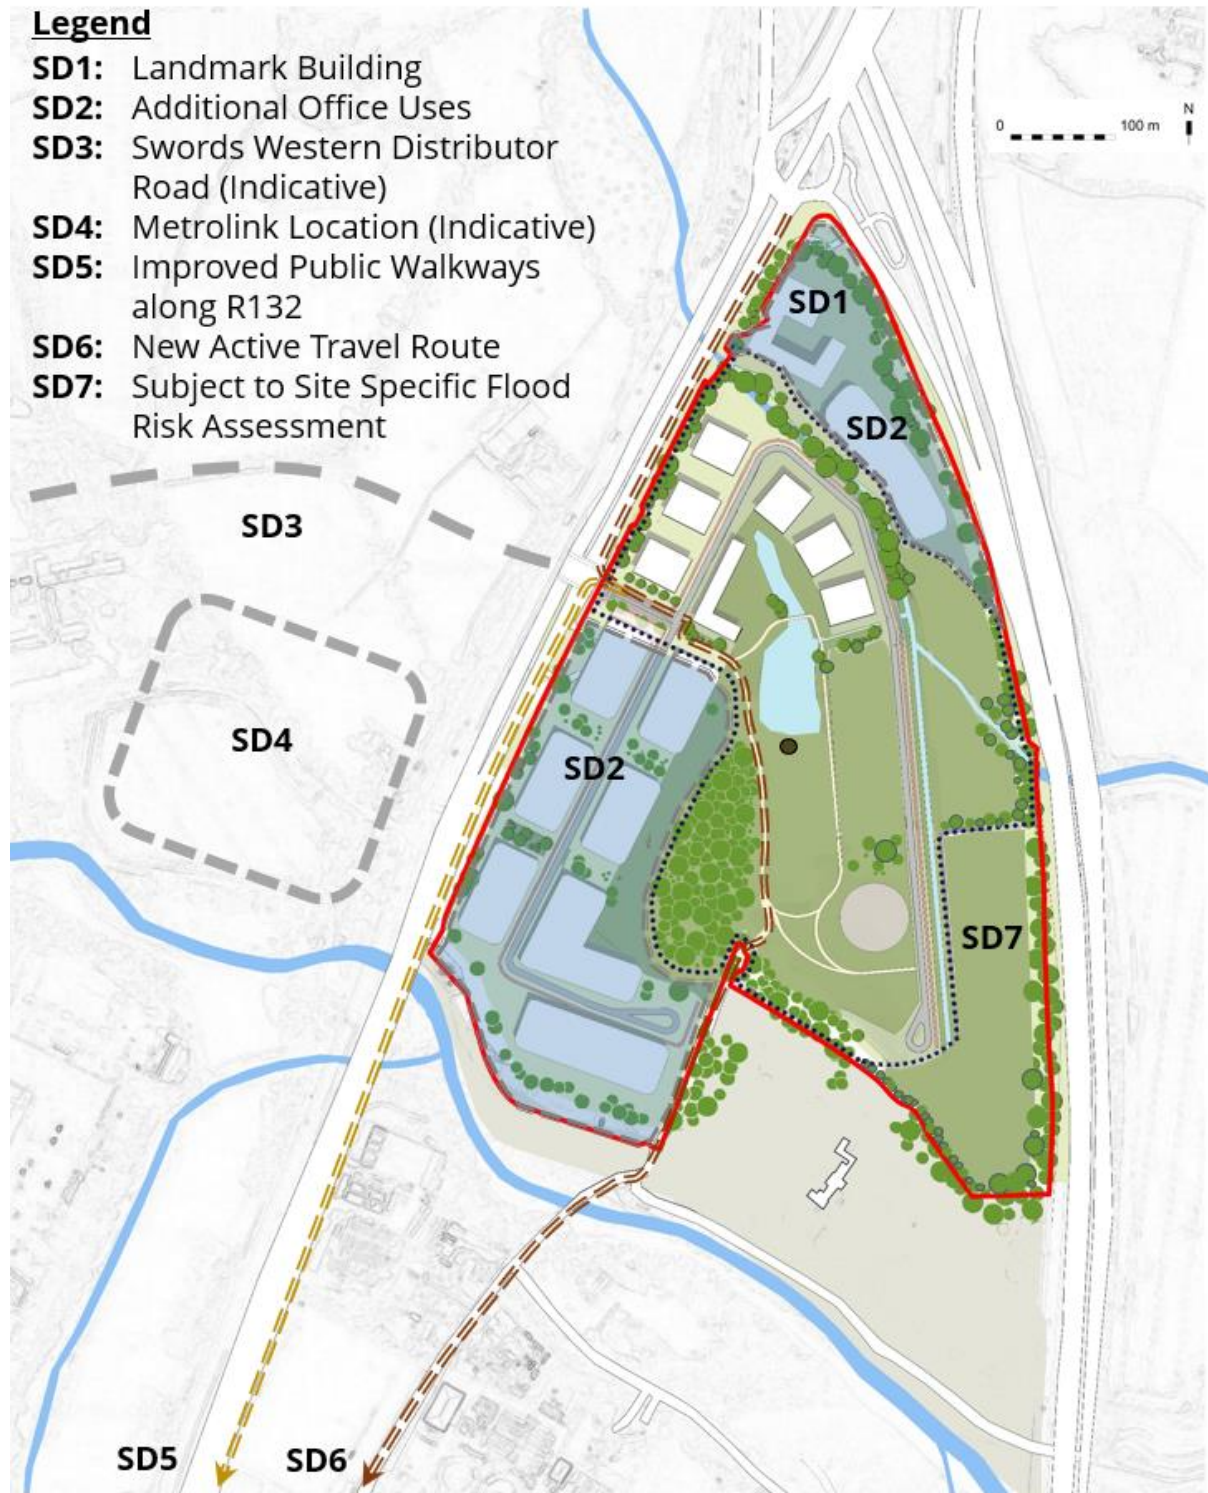 Legend
SD1: Landmark Building
SD2: Additional Office Uses
SD3: Swords Western Distributor
Road (Indicative)
SD4: Metrolink Location (Indicative)
SD5: Improved Public Walkways
along R132
SD6: New Active Travel Route
SD7: Subject to Site Specific Flood
Risk Assessment
N
0 100 m
SD1
SD2
SD3
SD4
SD2
SD7
SD5
SD6